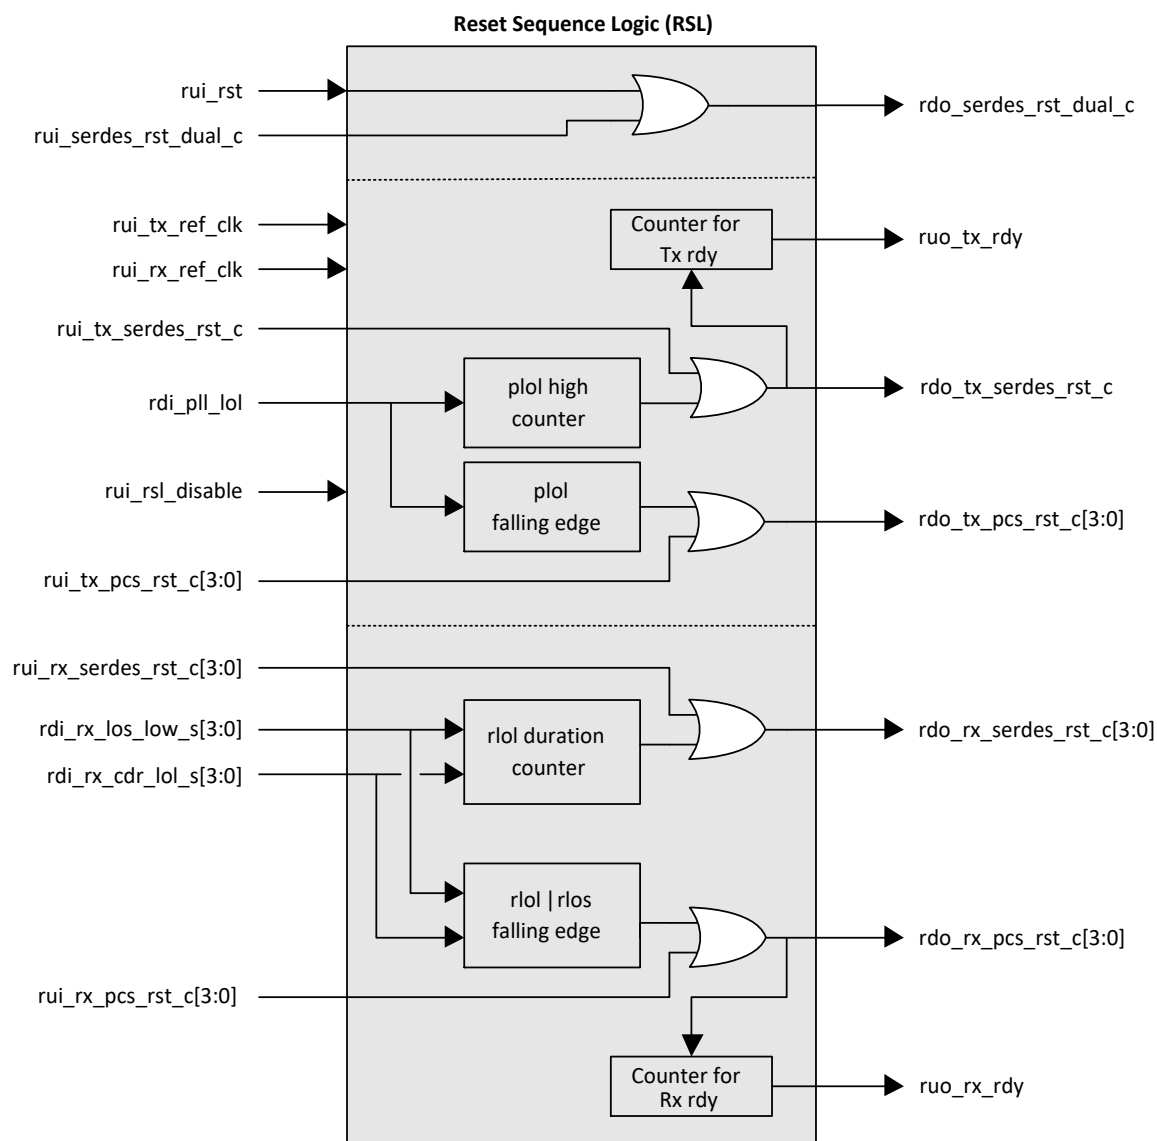 Reset Sequence Logic (RSL)
rui_rst
rdo_serdes_rst_dual_c
rui_serdes_rst_dual_c
rui_tx_ref_clk
Counter for
Tx rdy
ruo_tx_rdy
rui_rx_ref_clk
rui_tx_serdes_rst_c
rdi_pll_lol
plol high
counter
rdo_tx_serdes_rst_c
rui_rsl_disable
plol
falling edge
rdo_tx_pcs_rst_c[3:0]
rui_tx_pcs_rst_c[3:0]
rui_rx_serdes_rst_c[3:0]
rdi_rx_los_low_s[3:0]
rlol duration
counter
rdo_rx_serdes_rst_c[3:0]
rdi_rx_cdr_lol_s[3:0]
rlol | rlos
falling edge
rdo_rx_pcs_rst_c[3:0]
rui_rx_pcs_rst_c[3:0]
Counter for
Rx rdy
ruo_rx_rdy